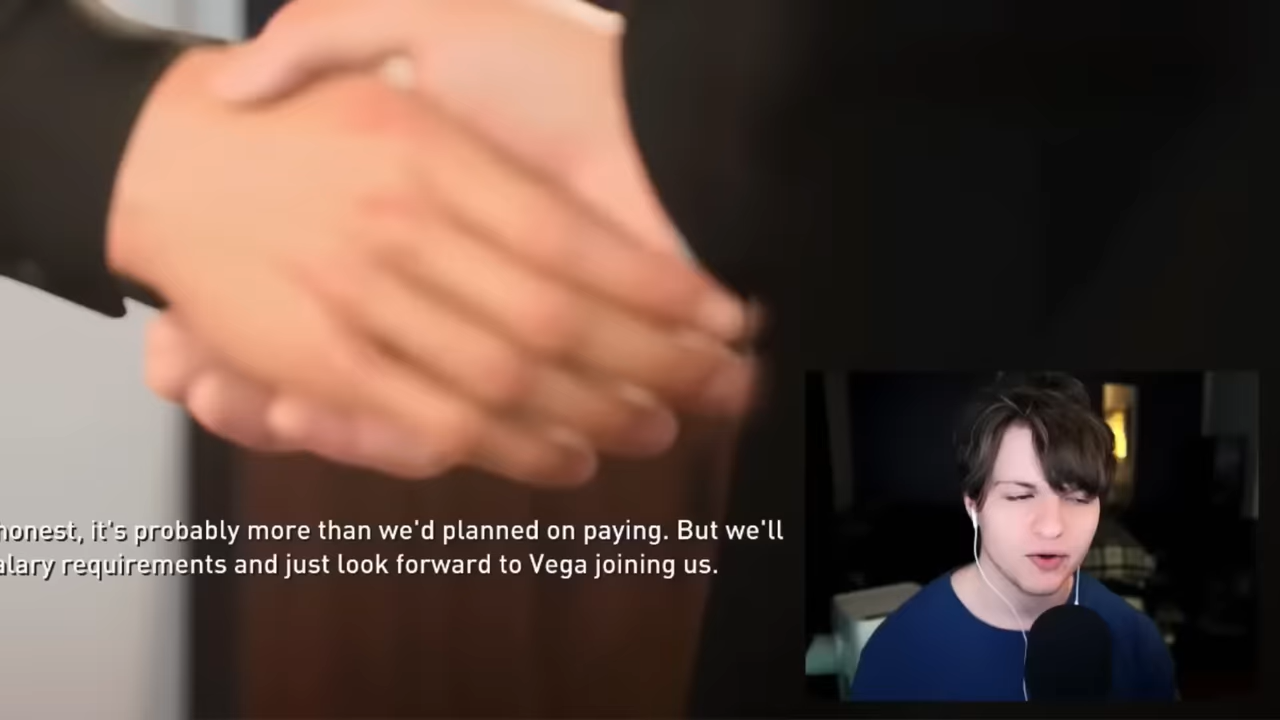 honest, it's probably more than we'd planned on paying. But we'll
alary requirements and just look forward to Vega joining us.